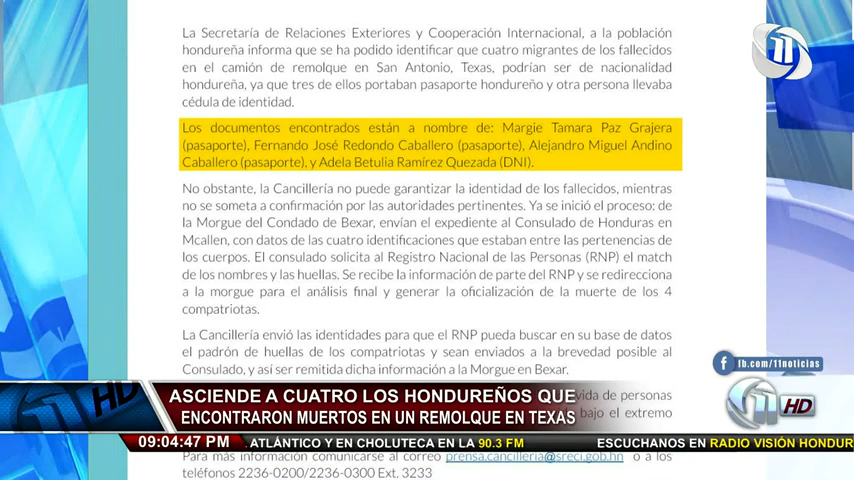 La Secretaría de Relaciones Exteriores y Cooperación Internacional, a la población
hondureña informa que se ha podido identificar que cuatro migrantes de los fallecidos
en el camión de remolque en San Antonio, Texas, podrían ser de nacionalidad
hondureña, ya que tres de ellos portaban pasaporte hondureño y otra persona llevaba
cédula de identidad.
Los documentos encontrados están a nombre de: Margie Tamara Paz Grajera
(pasaporte), Fernando José Redondo Caballero (pasaporte), Alejandro Miguel Andino
Caballero (pasaporte), y Adela Betulia Ramírez Quezada (DNI).
No obstante, la Cancillería no puede garantizar la identidad de los fallecidos, mientras
no se someta a confirmación por las autoridades pertinentes. Ya se inició el proceso: de
la Morgue del Condado de Bexar, envían el expediente al Consulado de Honduras en
Mcallen, con datos de las cuatro identificaciones que estaban entre las pertenencias de
los cuerpos. El consulado solicita al Registro Nacional de las Personas (RNP) el match
de los nombres y las huellas. Se recibe la información de parte del RNP y se redirecciona
a la morgue para el análisis final y generar la oficialización de la muerte de los 4
compatriotas.
La Cancillería envió las identidades para que el RNP pueda buscar en su base de datos
el padrón de huellas de los compatriotas y sean enviados a la brevedad posible al
Consulado, y así ser remitida dicha información a la Morgue en Bexar.
fb.com/11noticias
vida de personas
bajo el extremo
11 HD
ASCIENDE A CUATRO LOS HONDUREÑOS QUE
ENCONTRARON MUERTOS EN UN REMOLQUE EN TEXAS
11 HD
09:04:47 PM
. ATLÁNTICO Y EN CHOLUTECA EN LA 90.3 FM ESCUCHANOS EN RADIO VISIÓN HONDUR
Para más información comunicarse al correo prensa.cancilleria@sreci.gob.hn o a los
teléfonos 2236-0200/2236-0300 Ext. 3233